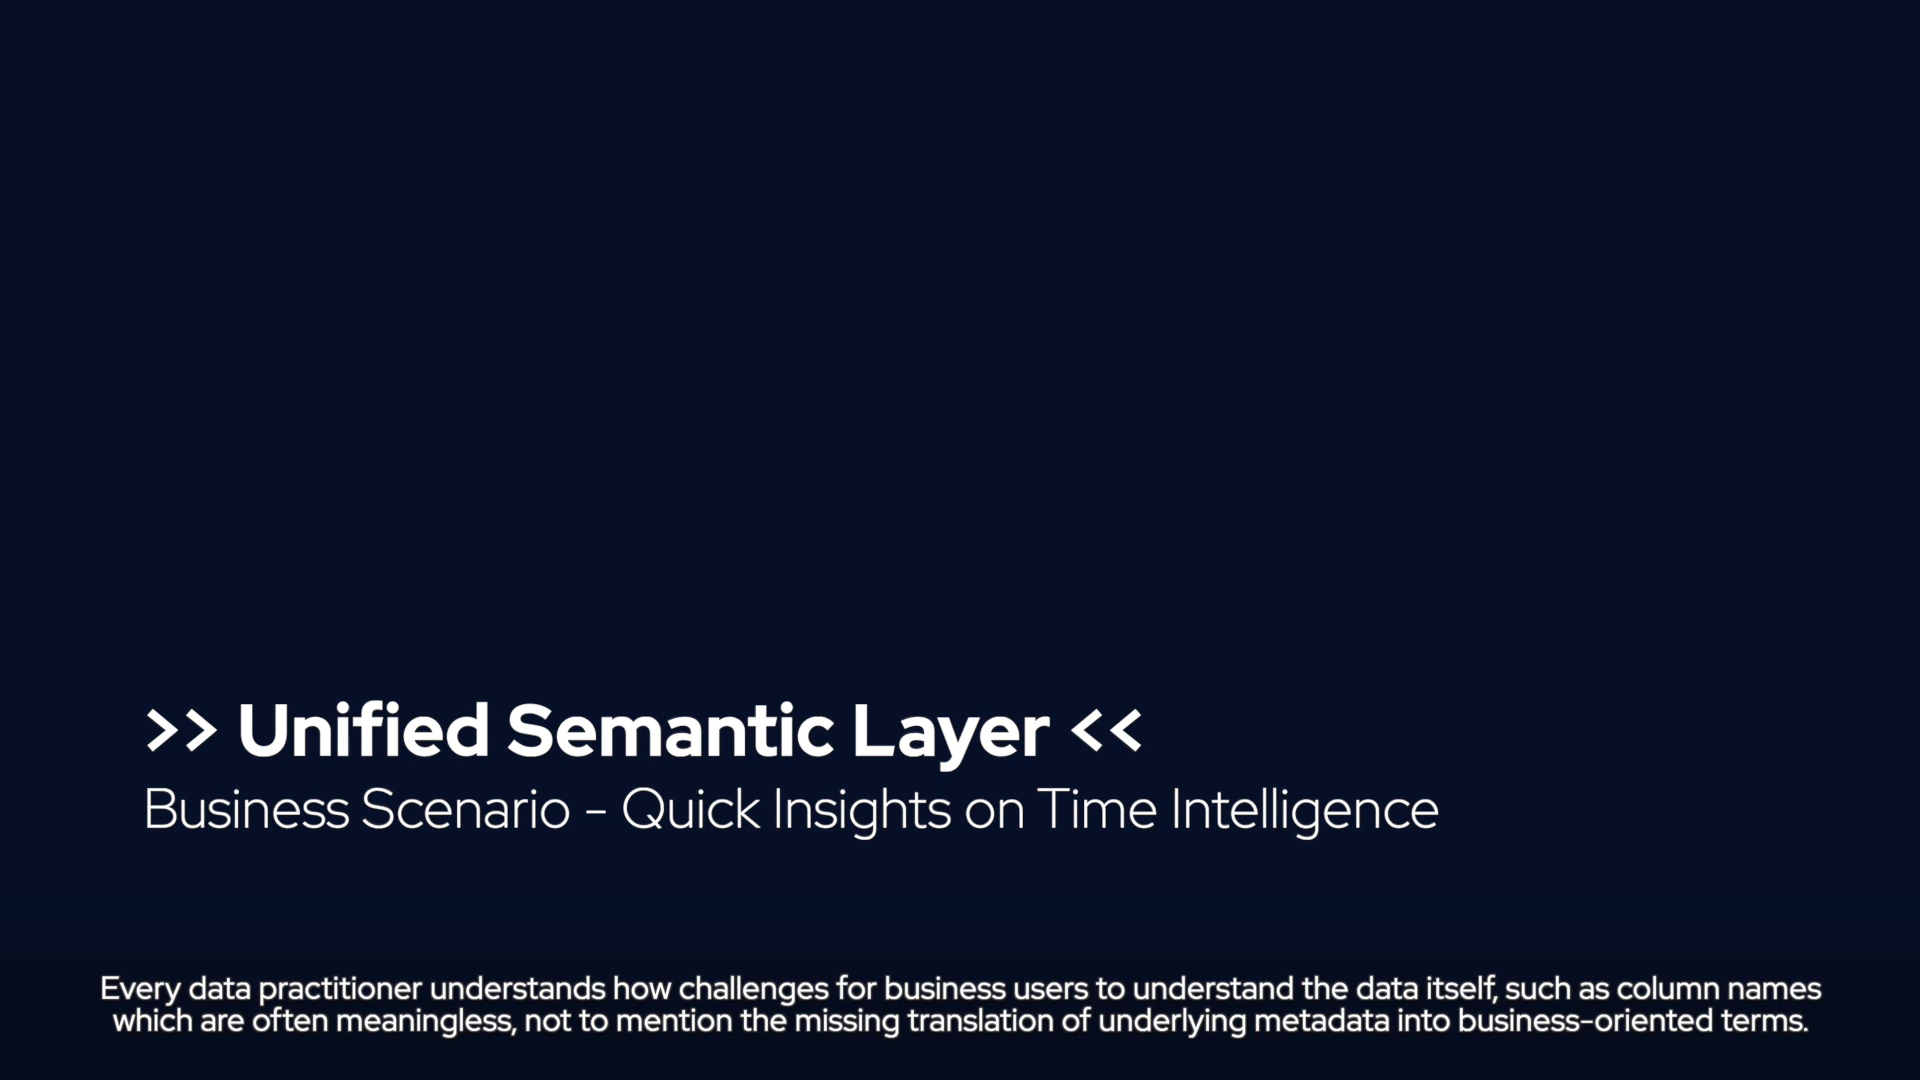 >> Unified Semantic Layer <<
Business Scenario - Quick Insights on Time Intelligence
Every data practitioner understands how challenges for business users to understand the data itself, such as column names
which are often meaningless, not to mention the missing translation of underlying metadata into business-oriented terms.